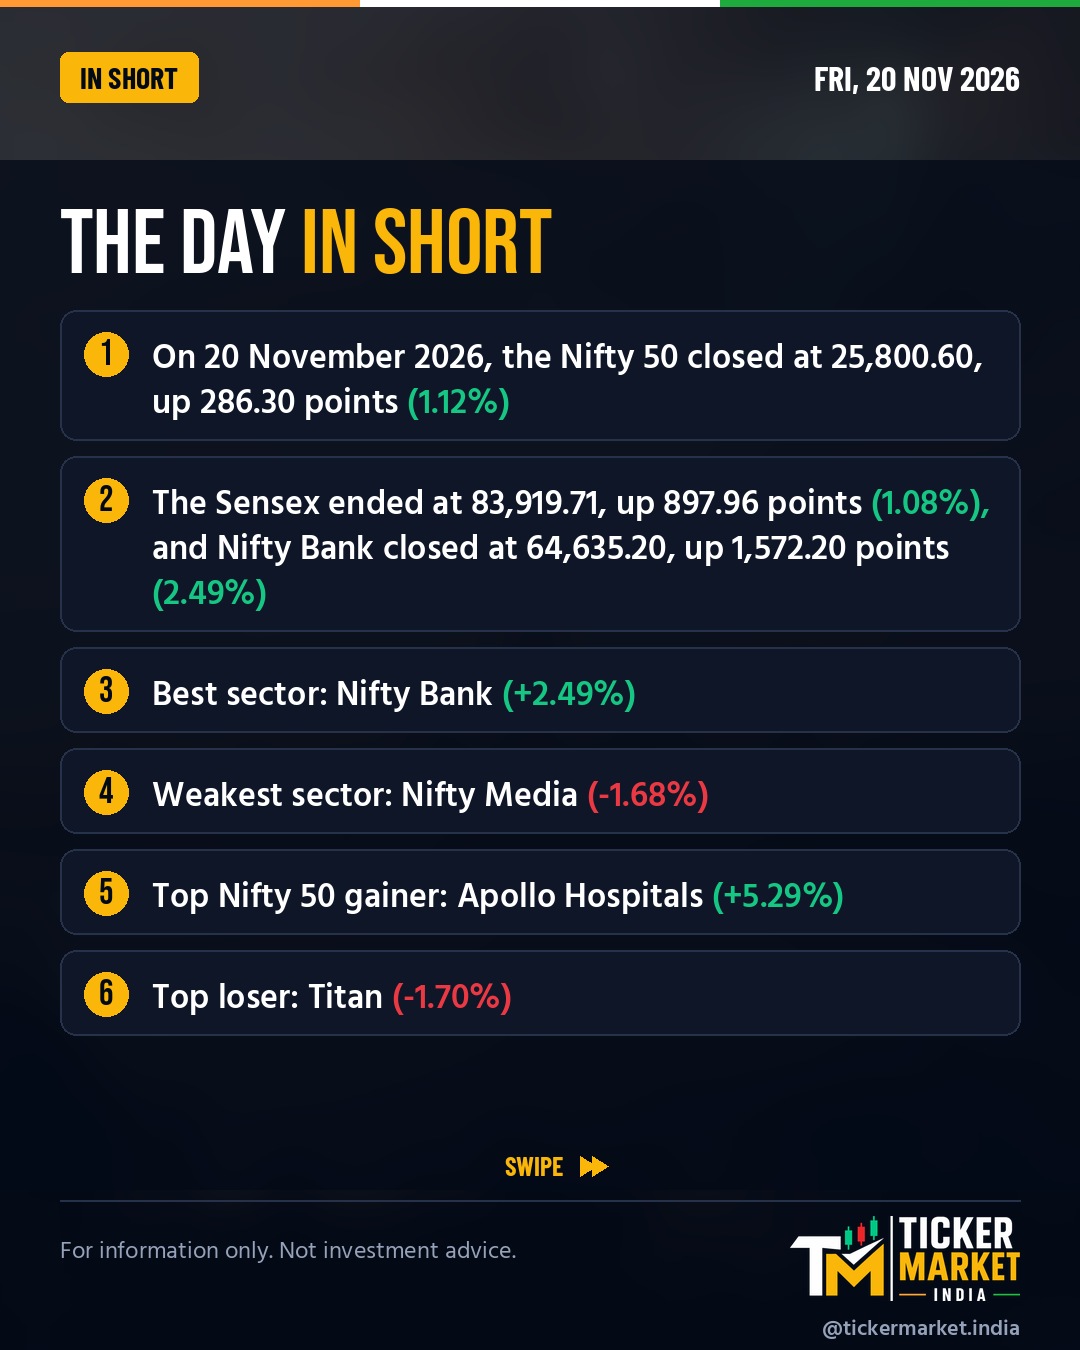 IN SHORT
FRI, 20 NOV 2026
THE DAY IN SHORT
1
On 20 November 2026, the Nifty 50 closed at 25,800.60,
up 286.30 points (1.12%)
2
The Sensex ended at 83,919.71, up 897.96 points (1.08%),
and Nifty Bank closed at 64,635.20, up 1,572.20 points
(2.49%)
3
Best sector: Nifty Bank (+2.49%)
4
Weakest sector: Nifty Media (-1.68%)
5
Top Nifty 50 gainer: Apollo Hospitals (+5.29%)
6
Top loser: Titan (-1.70%)
SWIPE
For information only. Not investment advice.
TM
TICKER
MARKET
INDIA
@tickermarket.india